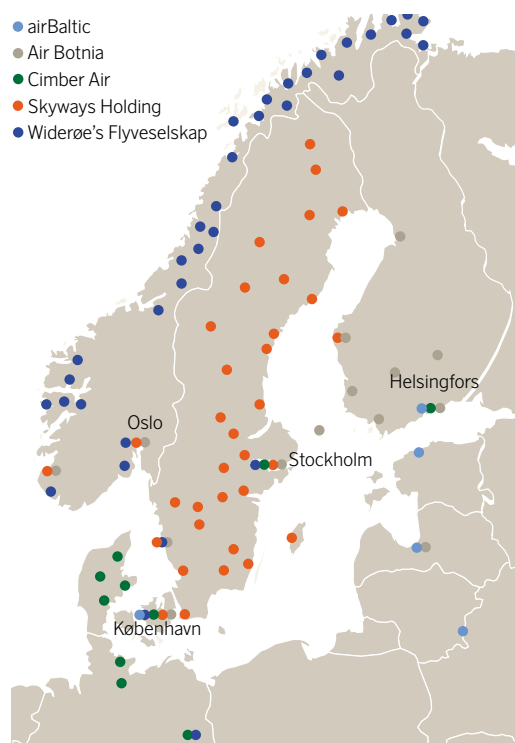 airBaltic
Air Botnia
Cimber Air
Skyways Holding
Widerøe's Flyveselskap
Helsingfors
Oslo
Stockholm
København